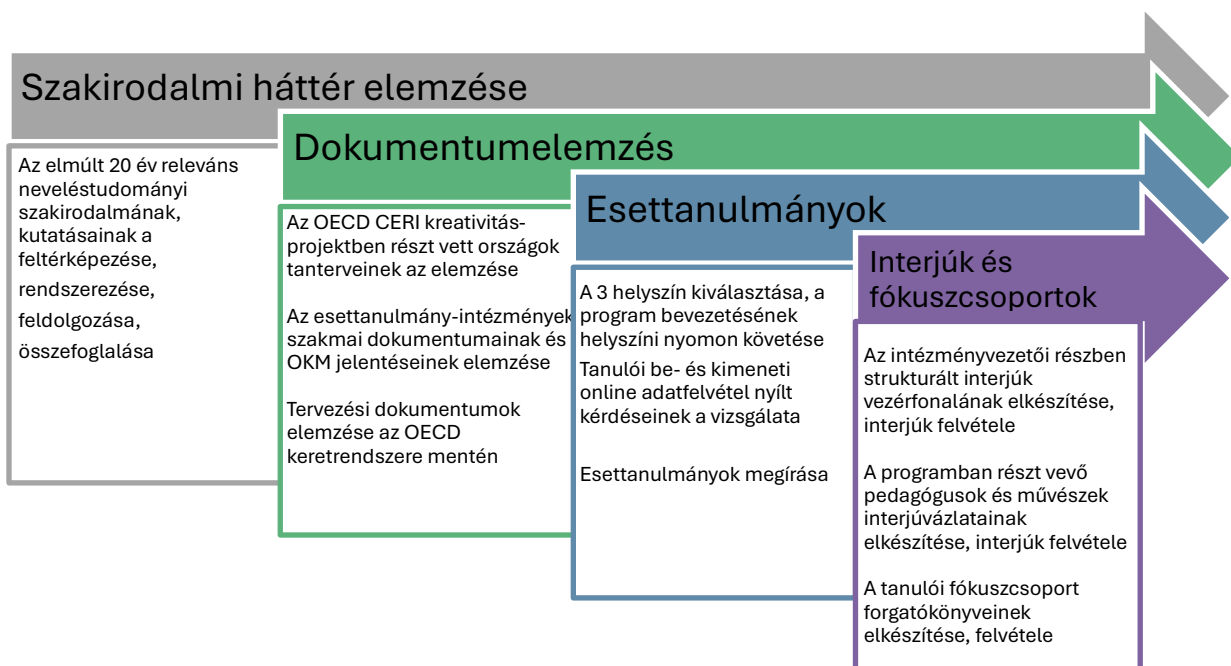 Szakirodalmi háttér elemzése
Az elmúlt 20 év releváns
neveléstudományi
szakirodalmának,
kutatásainak a
feltérképezése,
rendszerezése,
feldolgozása,
összefoglalása
Dokumentumelemzés
Az OECD CERI kreativitás-
projektben részt vett országok
tanterveinek az elemzése
Az esettanulmány-intézmények
szakmai dokumentumainak és
OKM jelentéseinek elemzése
Tervezési dokumentumok
elemzése az OECD
keretrendszere mentén
Esettanulmányok
A 3 helyszín kiválasztása, a
program bevezetésének
helyszíni nyomon követése
Tanulói be- és kimeneti
online adatfelvétel nyílt
kérdéseinek a vizsgálata
Esettanulmányok megírása
Interjúk és
fókuszcsoportok
Az intézményvezetői részben
strukturált interjúk
vezérfonalának elkészítése,
interjúk felvétele
A programban részt vevő
pedagógusok és művészek
interjúvázlatainak
elkészítése, interjúk felvétele
A tanulói fókuszcsoport
forgatókönyveinek
elkészítése, felvétele